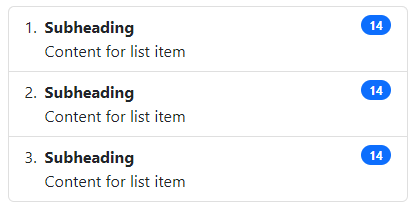 1. Subheading 14
Content for list item
2. Subheading 14
Content for list item
3. Subheading 14
Content for list item